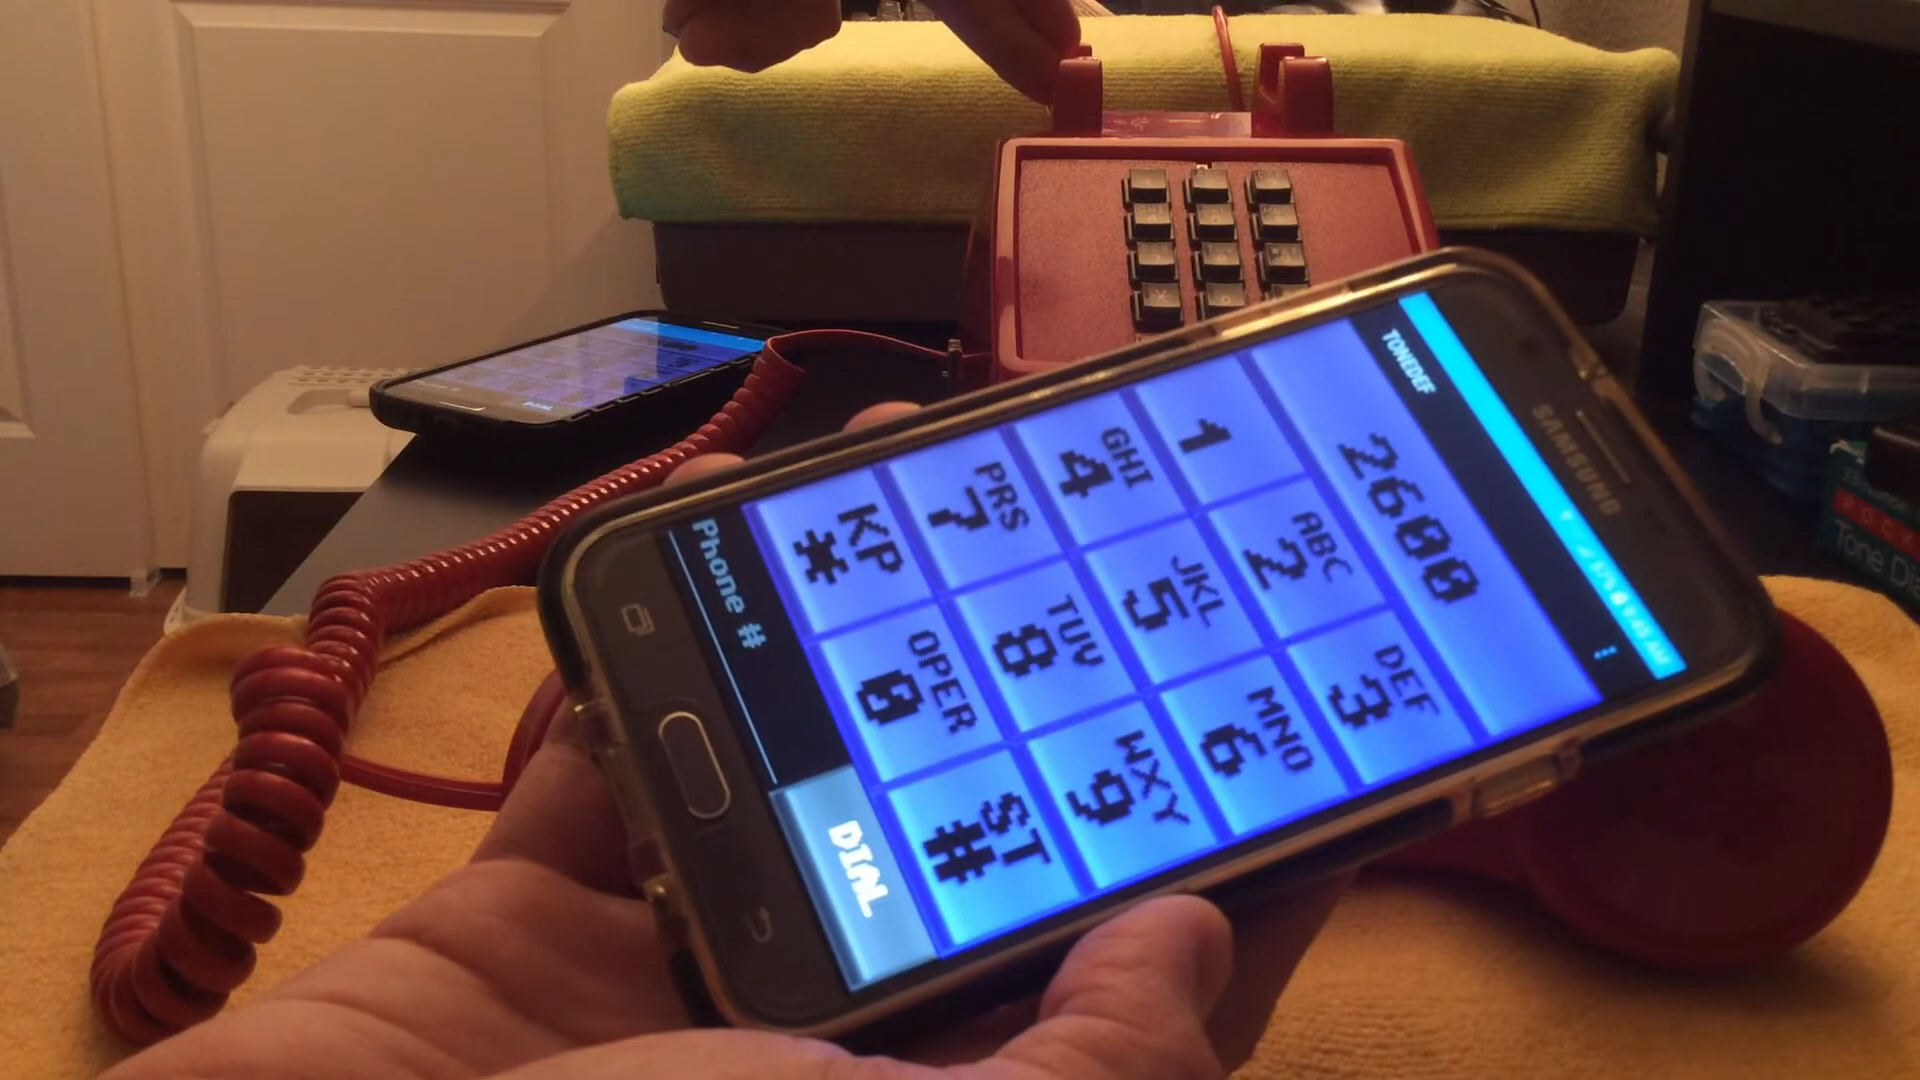 SAMSUNG
TONEDEF
2600
1
ABC
2
DEF
3
GHI
4
JKL
5
MNO
6
PRS
7
TUV
8
WXY
9
KP
*
OPER
0
ST
#
Phone #
DIAL
Tone